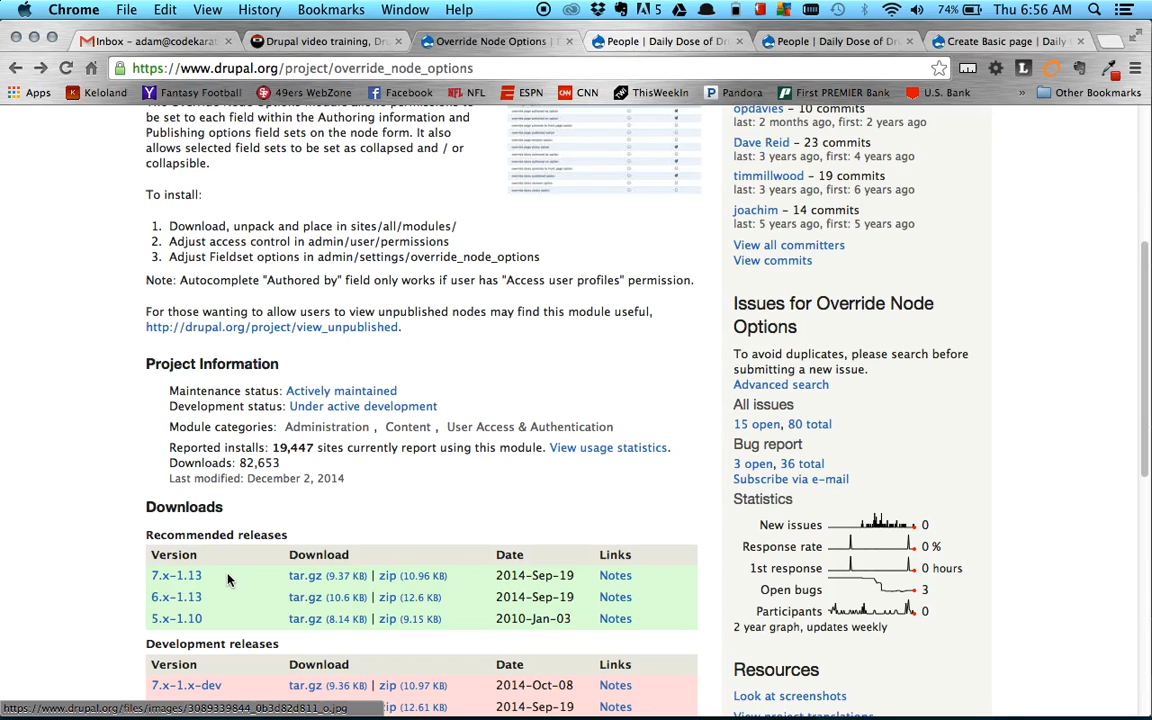 Chrome File Edit View History Bookmarks Window Help 5 74% Thu 6:56 AM
Inbox – adam@codekarat
Drupal video training, Dr
Override Node Options |
People | Daily Dose of Dr
People | Daily Dose of Dr
Create Basic page | Daily
https://www.drupal.org/project/override_node_options
Apps Keloland Fantasy Football 49ers WebZone Facebook NFL ESPN CNN ThisWeekIn Pandora First PREMIER Bank U.S. Bank » Other Bookmarks
be set to each field within the Authoring information and
Publishing options field sets on the node form. It also
allows selected field sets to be set as collapsed and / or
collapsible.
To install:
1. Download, unpack and place in sites/all/modules/
2. Adjust access control in admin/user/permissions
3. Adjust Fieldset options in admin/settings/override_node_options
Note: Autocomplete "Authored by" field only works if user has "Access user profiles" permission.
For those wanting to allow users to view unpublished nodes may find this module useful,
http://drupal.org/project/view_unpublished.
Project Information
Maintenance status: Actively maintained
Development status: Under active development
Module categories: Administration , Content , User Access & Authentication
Reported installs: 19,447 sites currently report using this module. View usage statistics.
Downloads: 82,653
Last modified: December 2, 2014
Downloads
Recommended releases
Version Download Date Links
7.x-1.13 tar.gz (9.37 KB) | zip (10.96 KB) 2014-Sep-19 Notes
6.x-1.13 tar.gz (10.6 KB) | zip (12.6 KB) 2014-Sep-19 Notes
5.x-1.10 tar.gz (8.14 KB) | zip (9.15 KB) 2010-Jan-03 Notes
Development releases
Version Download Date Links
7.x-1.x-dev tar.gz (9.36 KB) | zip (10.97 KB) 2014-Oct-08 Notes
zip (12.61 KB) 2014-Sep-19 Notes
https://www.drupal.org/files/images/3089339844_0b3d82d811_o.jpg
opdavies – 10 commits
last: 2 months ago, first: 2 years ago
Dave Reid – 23 commits
last: 3 years ago, first: 4 years ago
timmillwood – 19 commits
last: 3 years ago, first: 6 years ago
joachim – 14 commits
last: 5 years ago, first: 5 years ago
View all committers
View commits
Issues for Override Node
Options
To avoid duplicates, please search before
submitting a new issue.
Advanced search
All issues
15 open, 80 total
Bug report
3 open, 36 total
Subscribe via e-mail
Statistics
New issues 0
Response rate 0 %
1st response 0 hours
Open bugs 3
Participants 0
2 year graph, updates weekly
Resources
Look at screenshots
View project translations